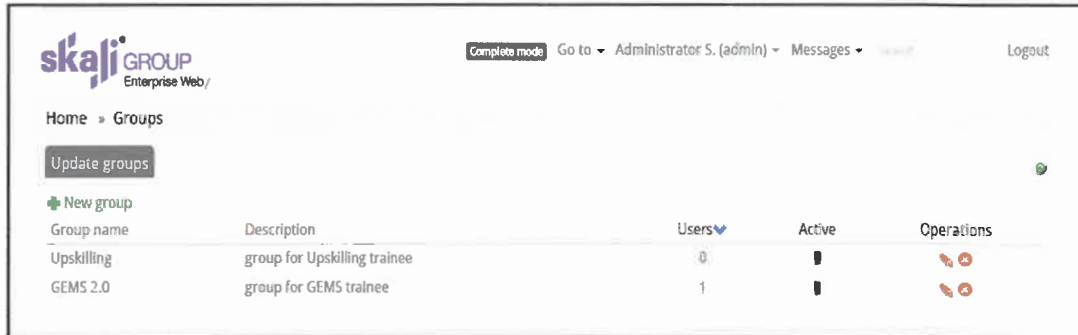 skali GROUP
Enterprise Web/
Complete mode Go to Administrator S. (admin) Messages Logout
Home » Groups
Update groups
New group
Group name Description Users Active Operations
Upskilling group for Upskilling trainee 0
GEMS 2.0 group for GEMS trainee 1